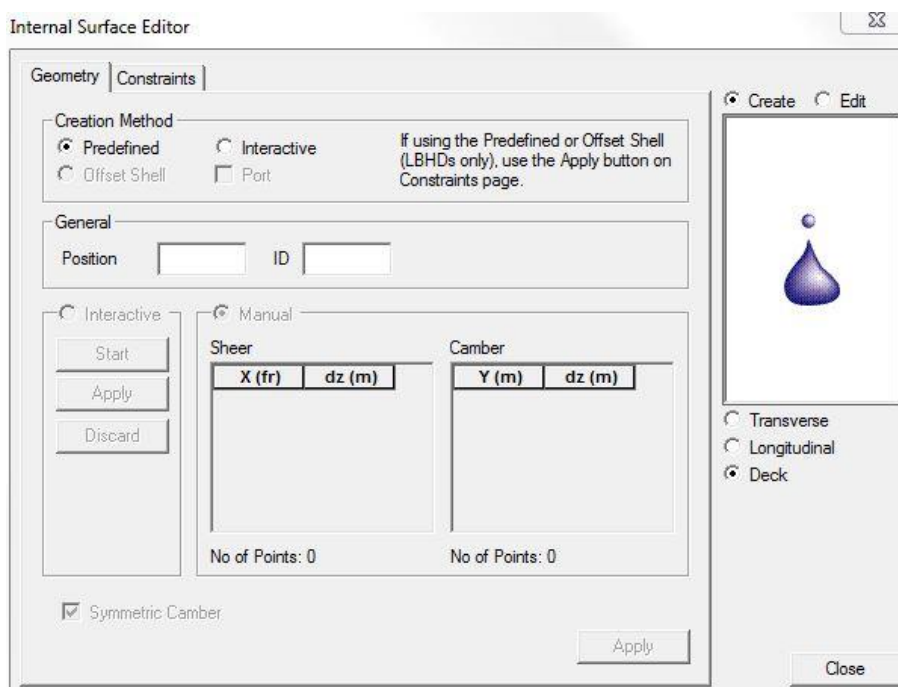 Internal Surface Editor
Geometry Constraints
Create Edit
Creation Method
Predefined Interactive
If using the Predefined or Offset Shell
(LBHDs only), use the Apply button on
Constraints page.
Offset Shell Port
General
Position ID
Interactive Manual
Start
Apply
Discard
Sheer Camber
X (fr) dz (m) Y (m) dz (m)
No of Points: 0 No of Points: 0
Transverse
Longitudinal
Deck
Symmetric Camber
Apply
Close